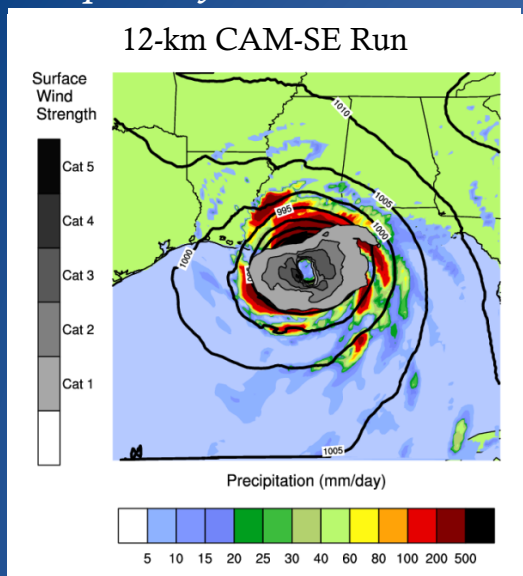 12-km CAM-SE Run
Surface
Wind
Strength
Cat 5
Cat 4
Cat 3
Cat 2
Cat 1
1010
1005
995
1000
1000
1005
Precipitation (mm/day)
5 10 15 20 25 30 40 60 80 100 200 500